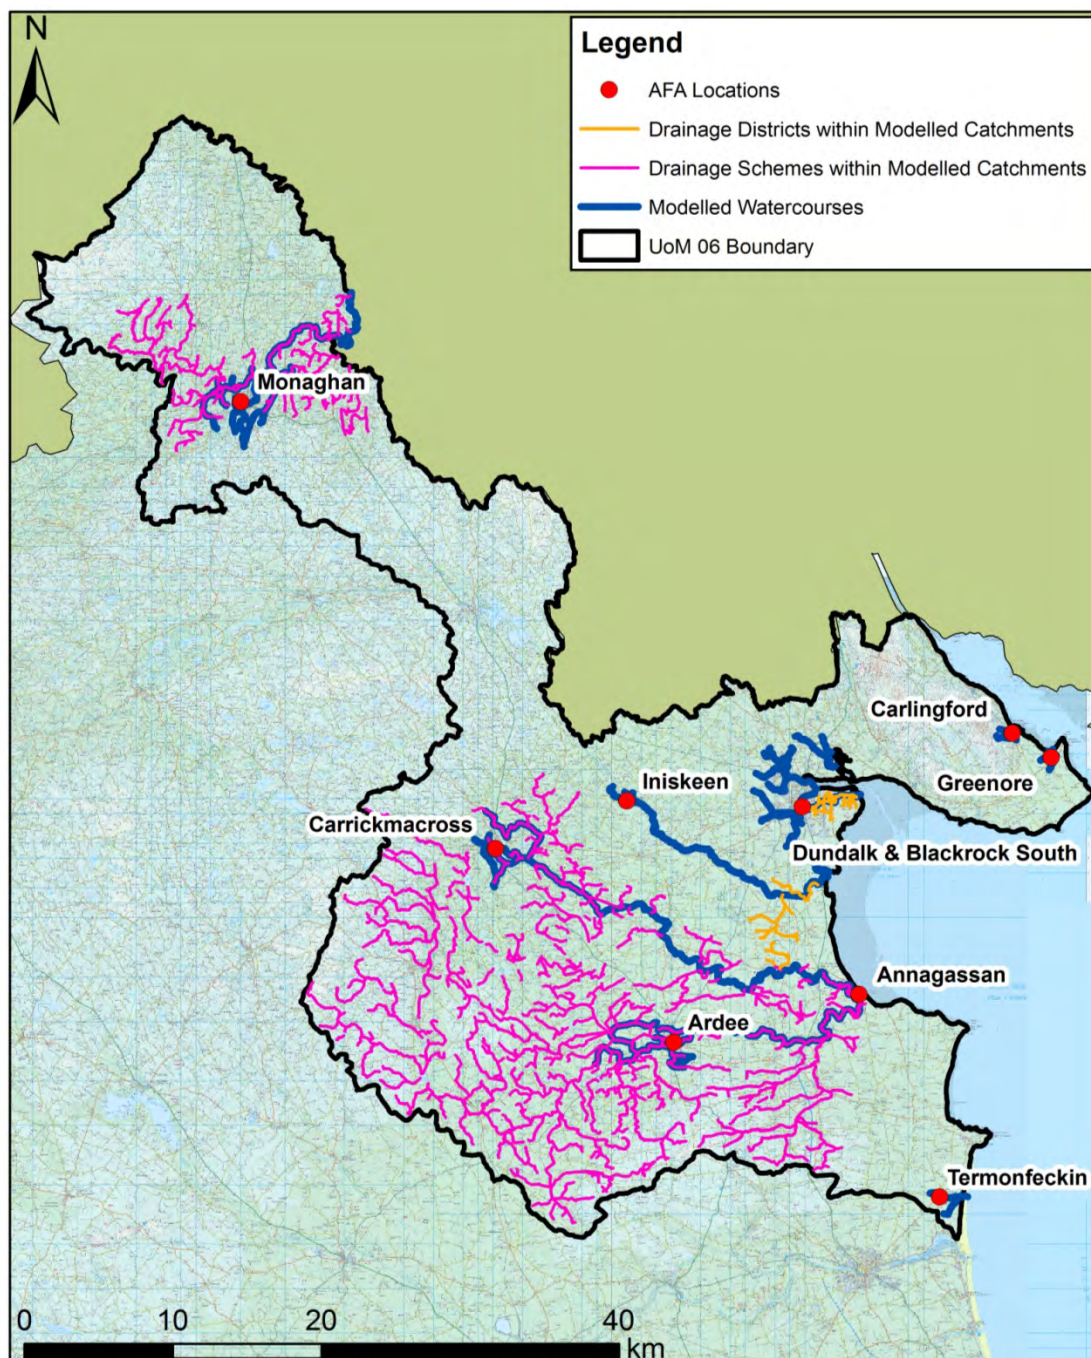 N
Legend
AFA Locations
Drainage Districts within Modelled Catchments
Drainage Schemes within Modelled Catchments
Modelled Watercourses
UoM 06 Boundary
Monaghan
Carlingford
Greenore
Iniskeen
Carrickmacross
Dundalk & Blackrock South
Annagassan
Ardee
Termonfeckin
0 10 20 40
km